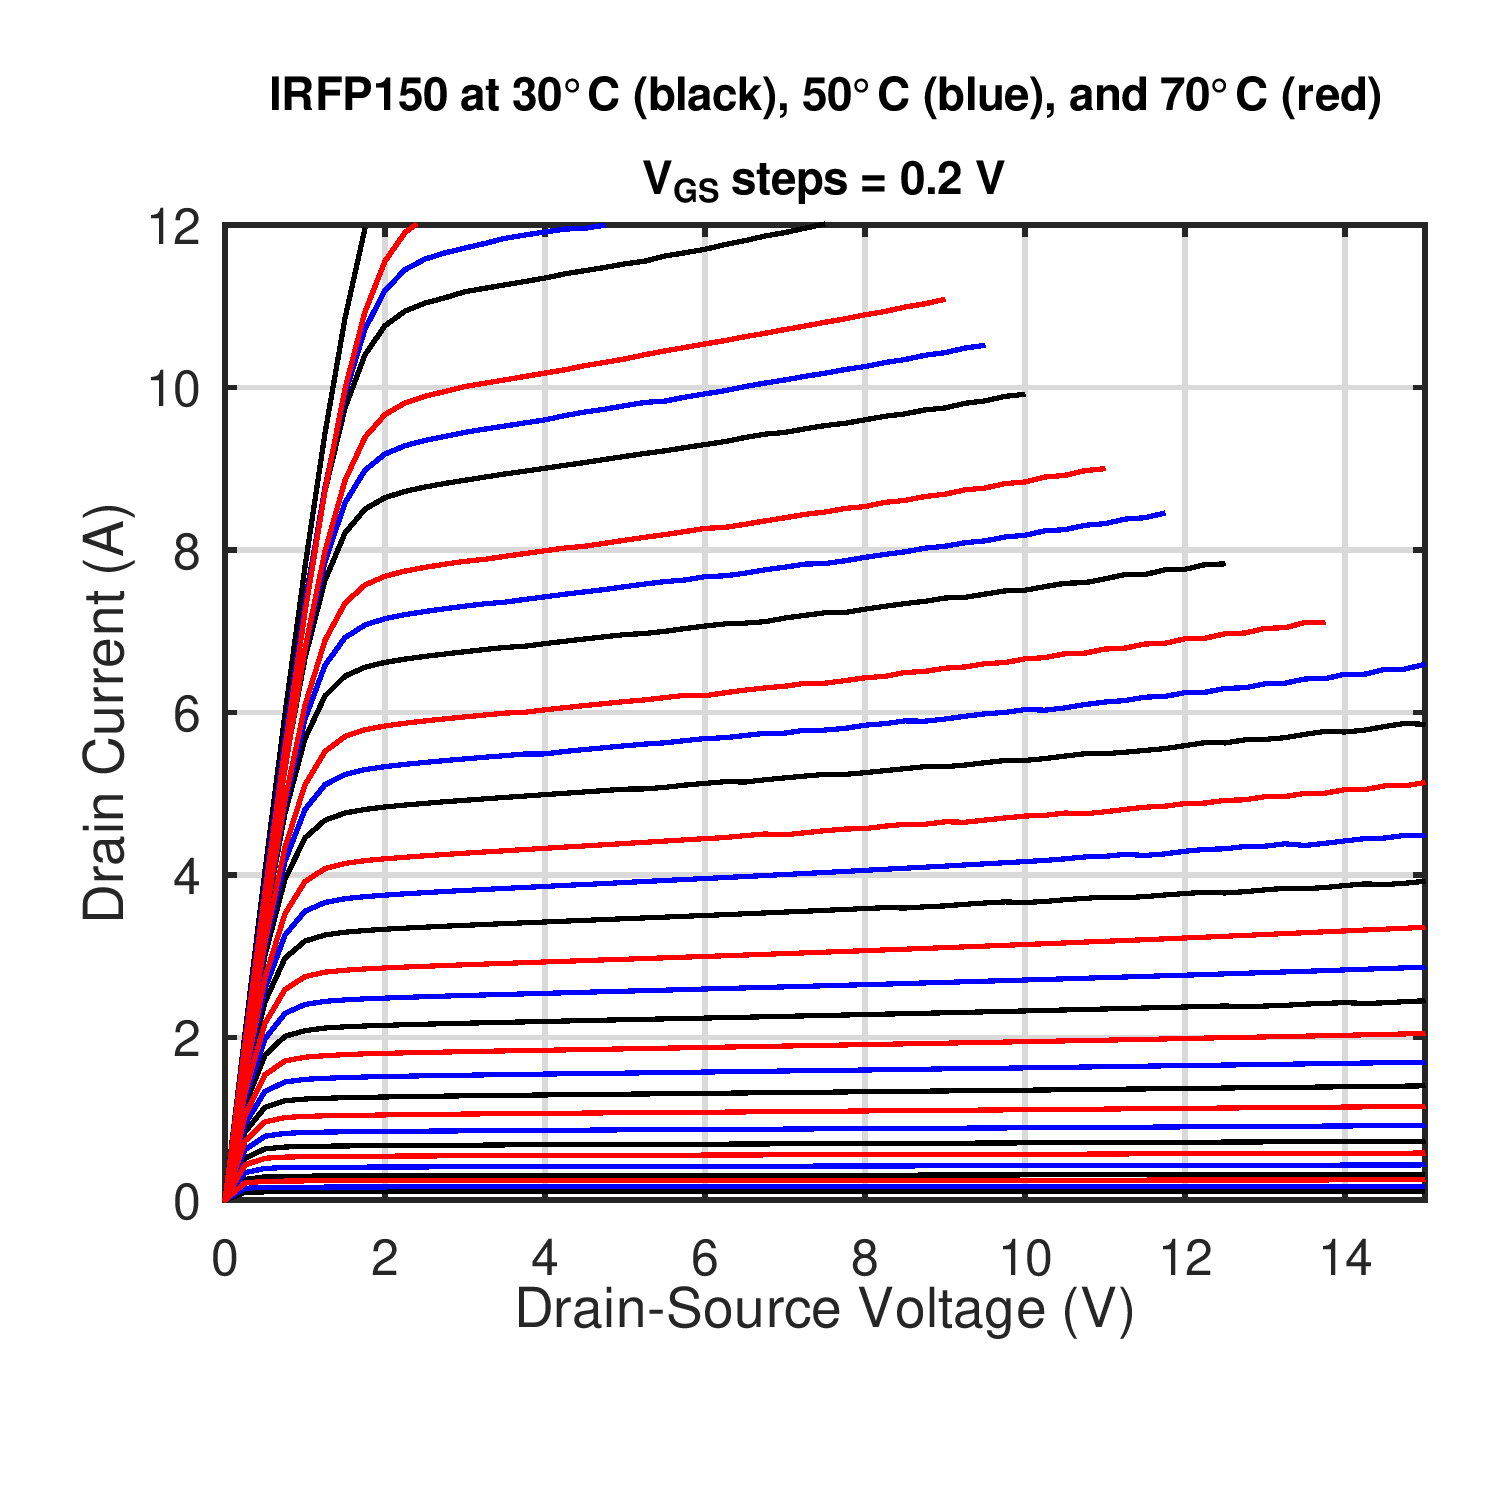 IRFP150 at 30° C (black), 50° C (blue), and 70° C (red)
V_GS steps = 0.2 V
12
10
8
6
4
2
0
Drain Current (A)
0 2 4 6 8 10 12 14
Drain-Source Voltage (V)